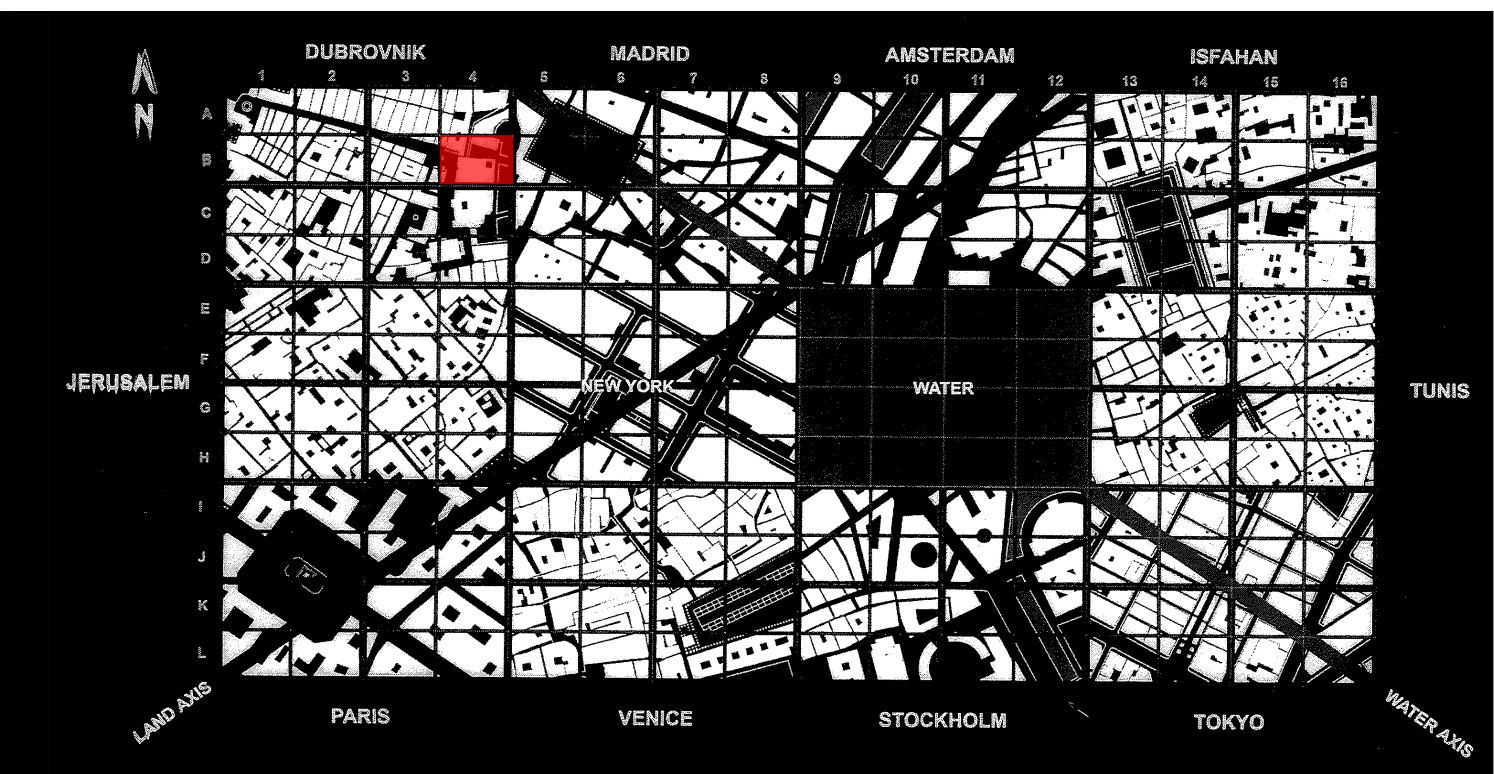 DUBROVNIK MADRID AMSTERDAM ISFAHAN
1 2 3 4 5 6 7 8 9 10 11 12 13 14 15 16
N
A
B
C
D
E
F
JERUSALEM NEW YORK WATER TUNIS
G
H
I
J
K
L
LAND AXIS
WATER AXIS
PARIS VENICE STOCKHOLM TOKYO